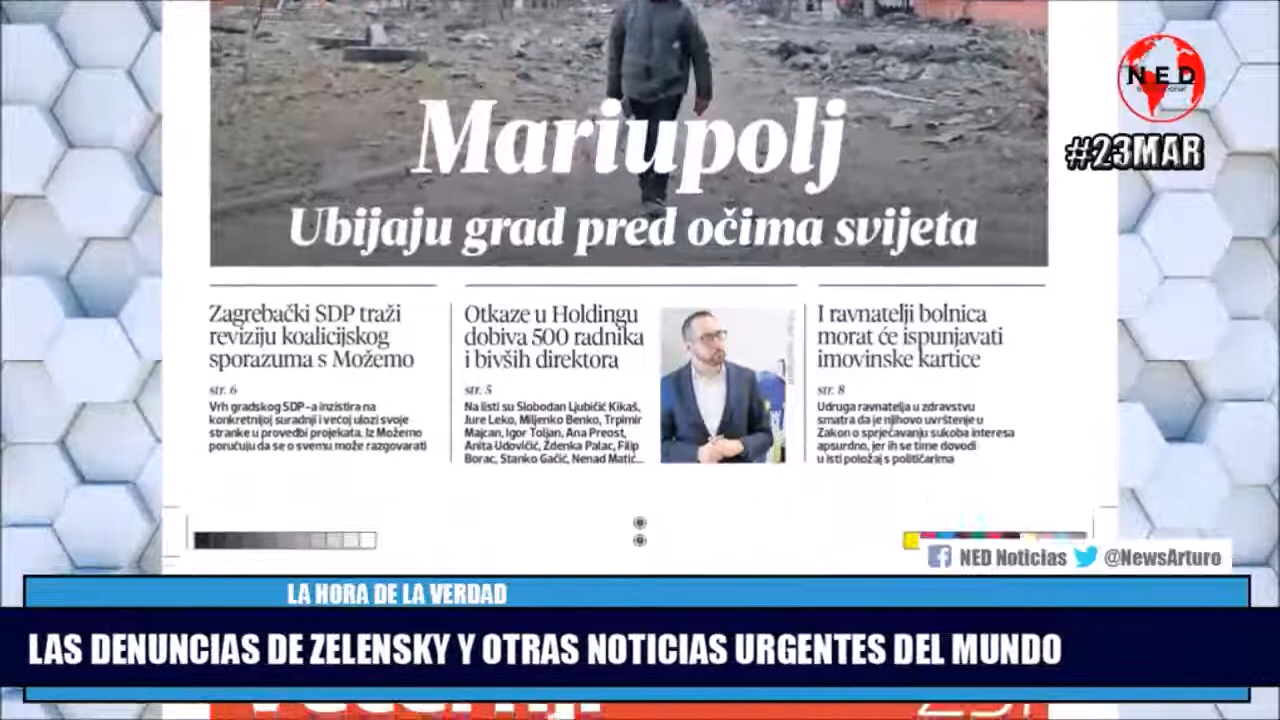 Mariupolj
Ubijaju grad pred očima svijeta
NED
#23MAR
Zagrebački SDP traži
reviziju koalicijskog
sporazuma s Možemo
str. 6
Vrh gradskog SDP-a inzistira na
konkretnijoj suradnji i većoj ulozi svoje
stranke u provedbi projekata. Iz Možemo
poručuju da se o svemu može razgovarati
Otkaze u Holdingu
dobiva 500 radnika
i bivših direktora
str. 5
Na listi su Slobodan Ljubičić Kikaš,
Jure Leko, Miljenko Benko, Trpimir
Majcan, Igor Toljan, Ana Preost,
Anita Udovičić, Ždenka Palac, Filip
Borac, Stanko Gačić, Nenad Matić...
I ravnatelji bolnica
morat će ispunjavati
imovinske kartice
str. 8
Udruga ravnatelja u zdravstvu
smatra da je njihovo uvrštenje u
Zakon o sprječavanju sukoba interesa
apsurdno, jer ih se time dovodi
u isti položaj s političarima
NED Noticias @NewsArturo
LA HORA DE LA VERDAD
LAS DENUNCIAS DE ZELENSKY Y OTRAS NOTICIAS URGENTES DEL MUNDO